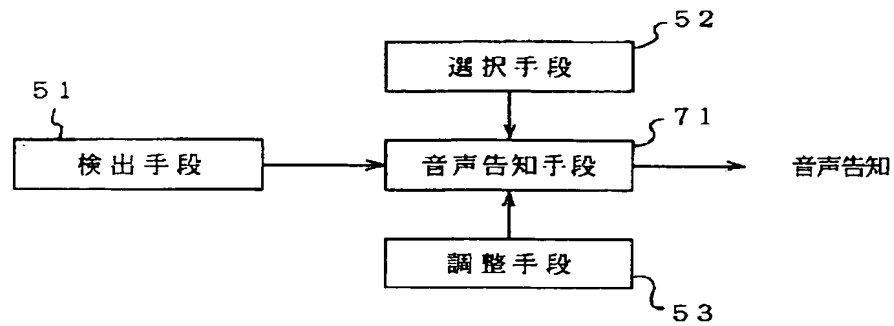 ５２
選択手段
５１
７１
検出手段
音声告知手段
音声告知
調整手段
５３